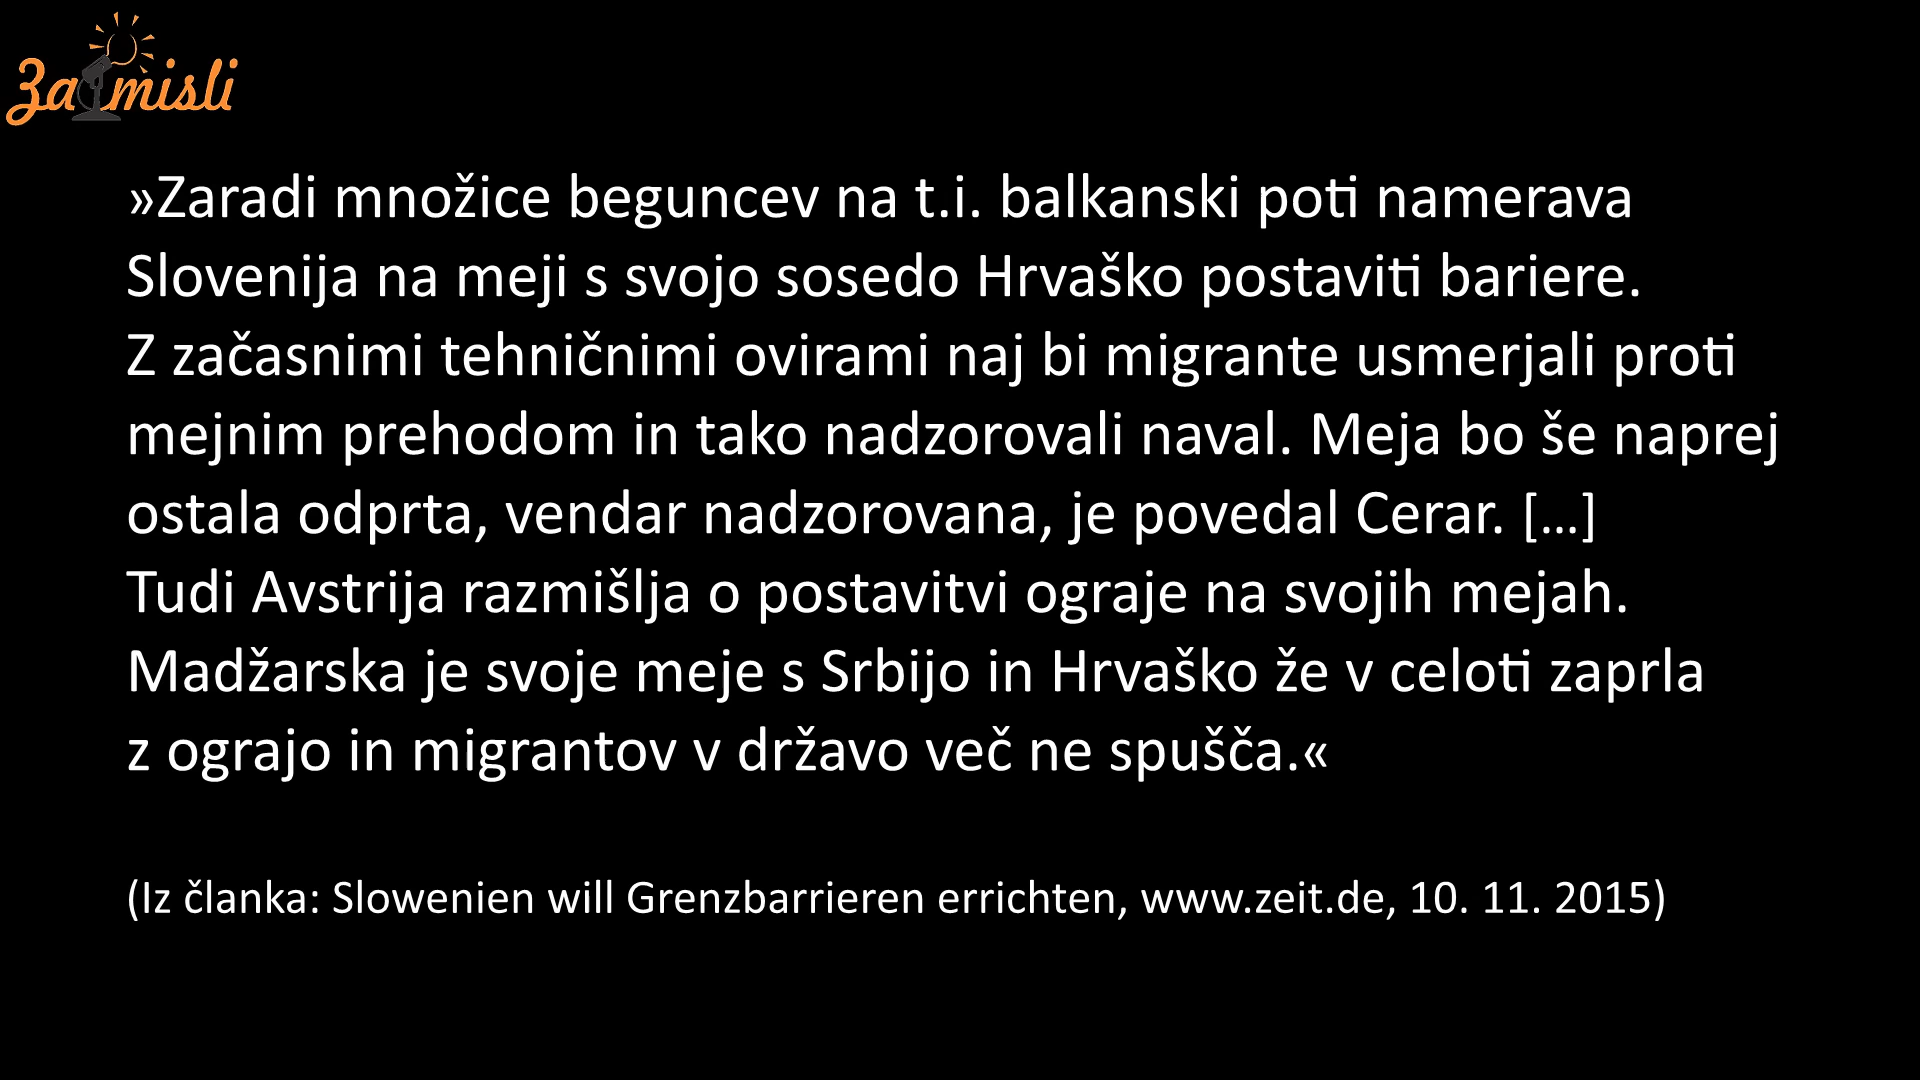 Zamisli
»Zaradi množice beguncev na t.i. balkanski poti namerava
Slovenija na meji s svojo sosedo Hrvaško postaviti bariere.
Z začasnimi tehničnimi ovirami naj bi migrante usmerjali proti
mejnim prehodom in tako nadzorovali naval. Meja bo še naprej
ostala odprta, vendar nadzorovana, je povedal Cerar. […]
Tudi Avstrija razmišlja o postavitvi ograje na svojih mejah.
Madžarska je svoje meje s Srbijo in Hrvaško že v celoti zaprla
z ograjo in migrantov v državo več ne spušča.«
(Iz članka: Slowenien will Grenzbarrieren errichten, www.zeit.de, 10. 11. 2015)